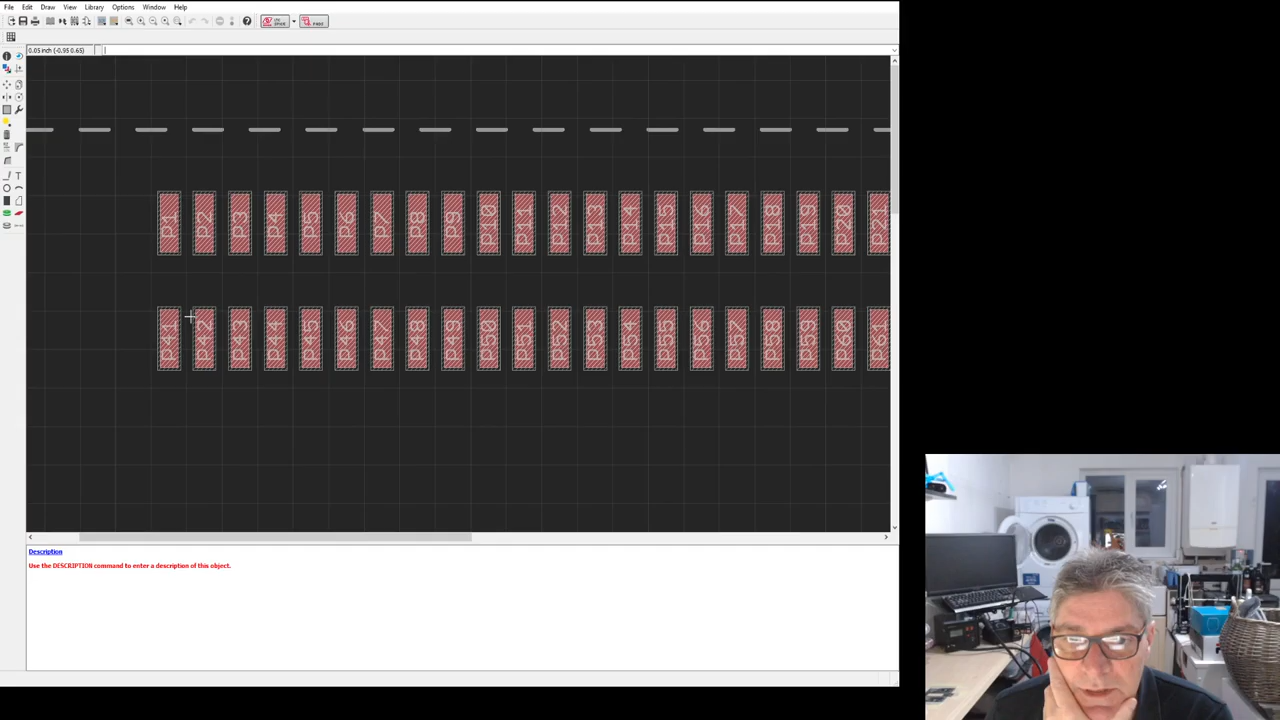 File Edit Draw View Library Options Window Help
0.05 inch (-0.95 0.65)
P1 P2 P3 P4 P5 P6 P7 P8 P9 P10 P11 P12 P13 P14 P15 P16 P17 P18 P19 P20
P41 P42 P43 P44 P45 P46 P47 P48 P49 P50 P51 P52 P53 P54 P55 P56 P57 P58 P59 P60 P61
Description
Use the DESCRIPTION command to enter a description of this object.